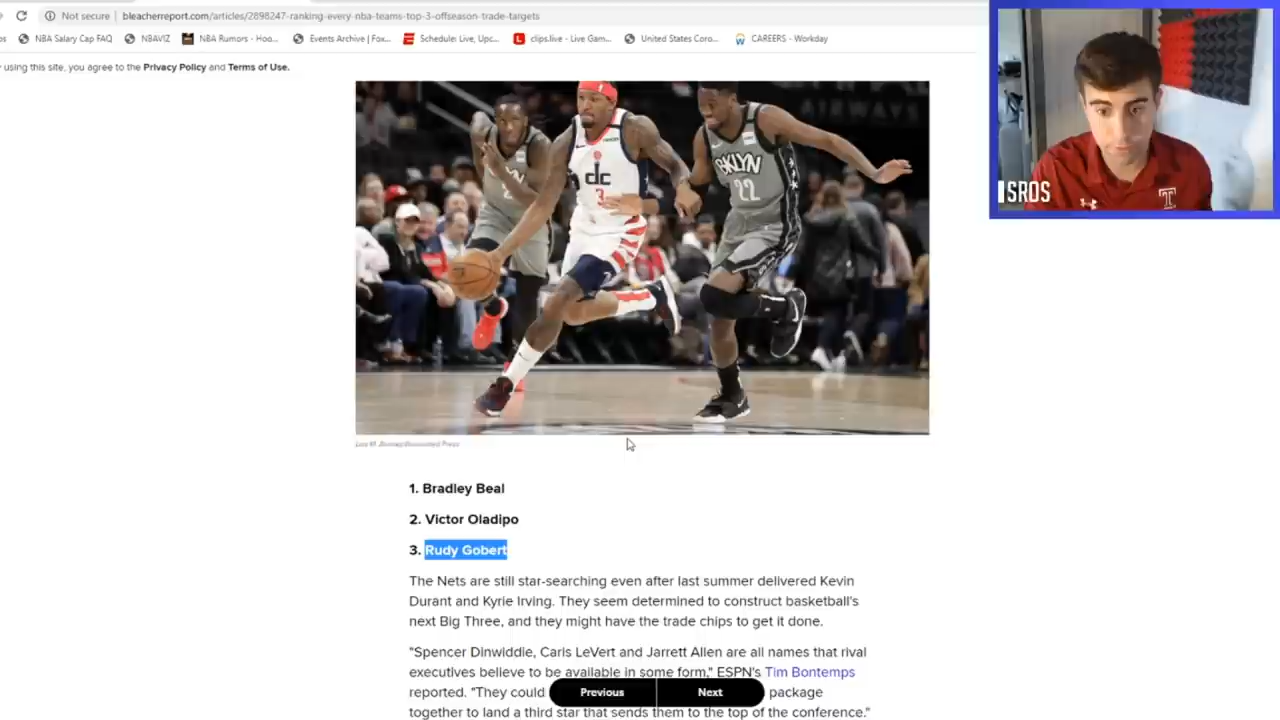 Not secure | bleacherreport.com/articles/2898247-ranking-every-nba-teams-top-3-offseason-trade-targets
NBA Salary Cap FAQ NBAVIZ NBA Rumors - Hoo... Events Archive | Fox... Schedule: Live, Upc... clips.live - Live Gam... United States Coro... CAREERS - Workday
using this site, you agree to the Privacy Policy and Terms of Use.
AIRWAYS
dc
3
BKLYN
22
T
SROS
1. Bradley Beal
2. Victor Oladipo
3. Rudy Gobert
The Nets are still star-searching even after last summer delivered Kevin
Durant and Kyrie Irving. They seem determined to construct basketball's
next Big Three, and they might have the trade chips to get it done.
"Spencer Dinwiddie, Caris LeVert and Jarrett Allen are all names that rival
executives believe to be available in some form," ESPN's Tim Bontemps
reported. "They could package
Previous Next
together to land a third star that sends them to the top of the conference."